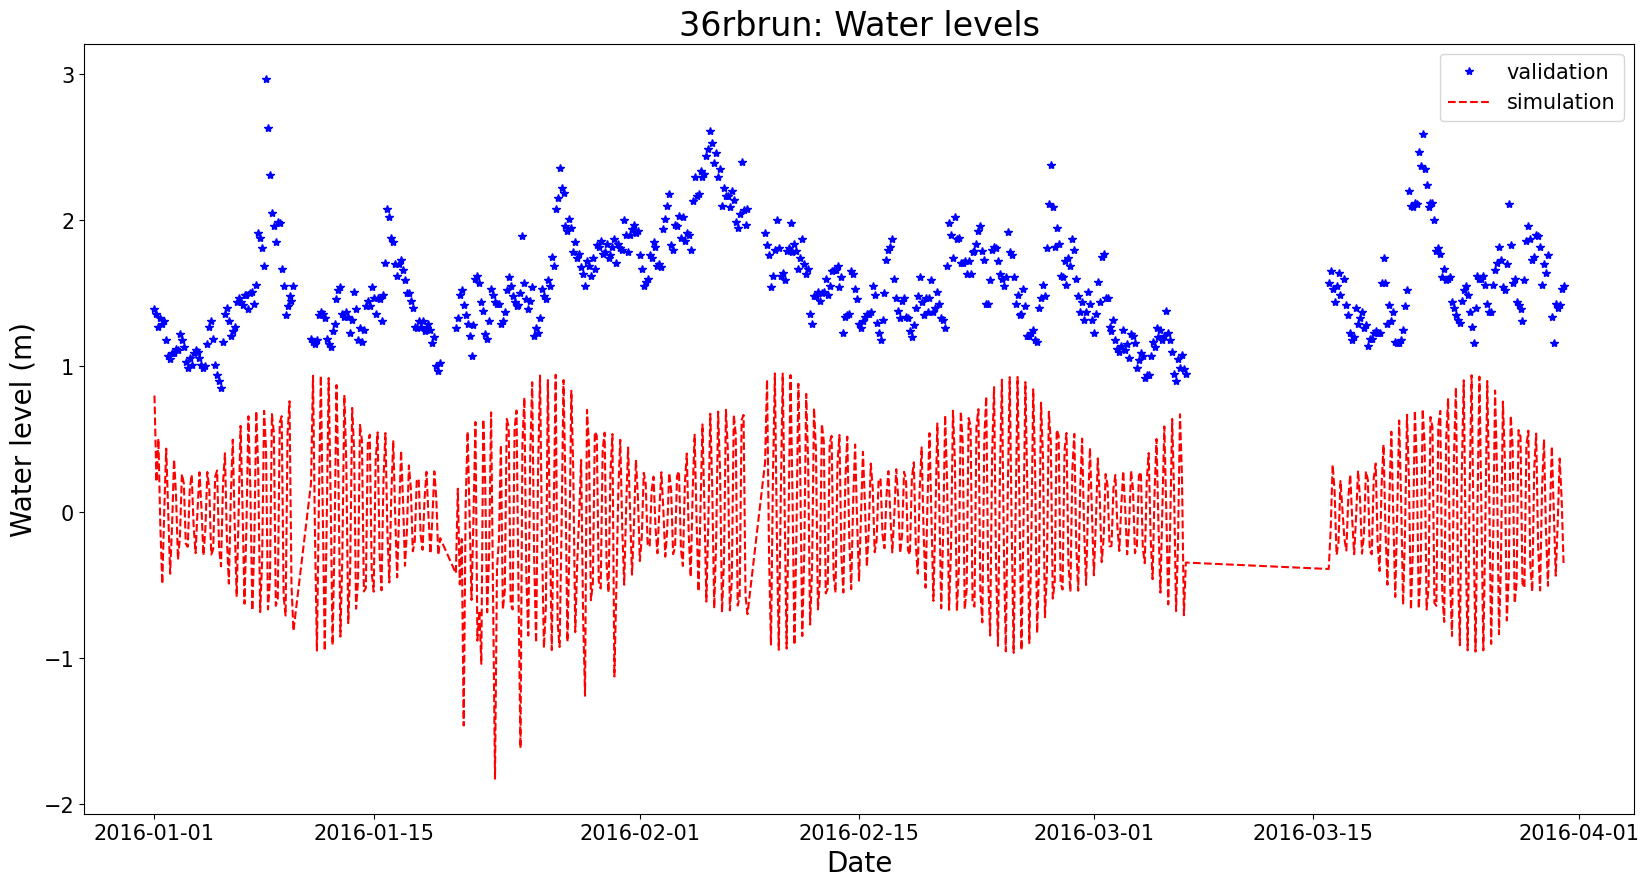 36rbrun: Water levels
validation
simulation
Water level (m)
3
2
1
0
−1
−2
2016-01-01 2016-01-15 2016-02-01 2016-02-15 2016-03-01 2016-03-15 2016-04-01
Date